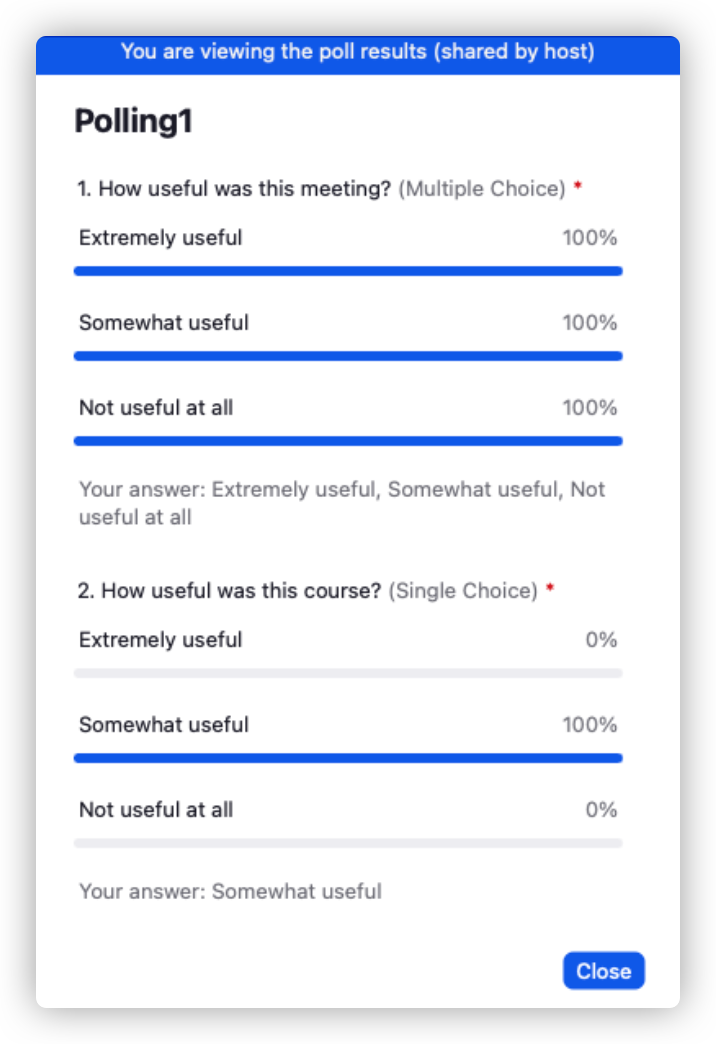 You are viewing the poll results (shared by host)
Polling1
1. How useful was this meeting? (Multiple Choice) *
Extremely useful 100%
Somewhat useful 100%
Not useful at all 100%
Your answer: Extremely useful, Somewhat useful, Not
useful at all
2. How useful was this course? (Single Choice) *
Extremely useful 0%
Somewhat useful 100%
Not useful at all 0%
Your answer: Somewhat useful
Close